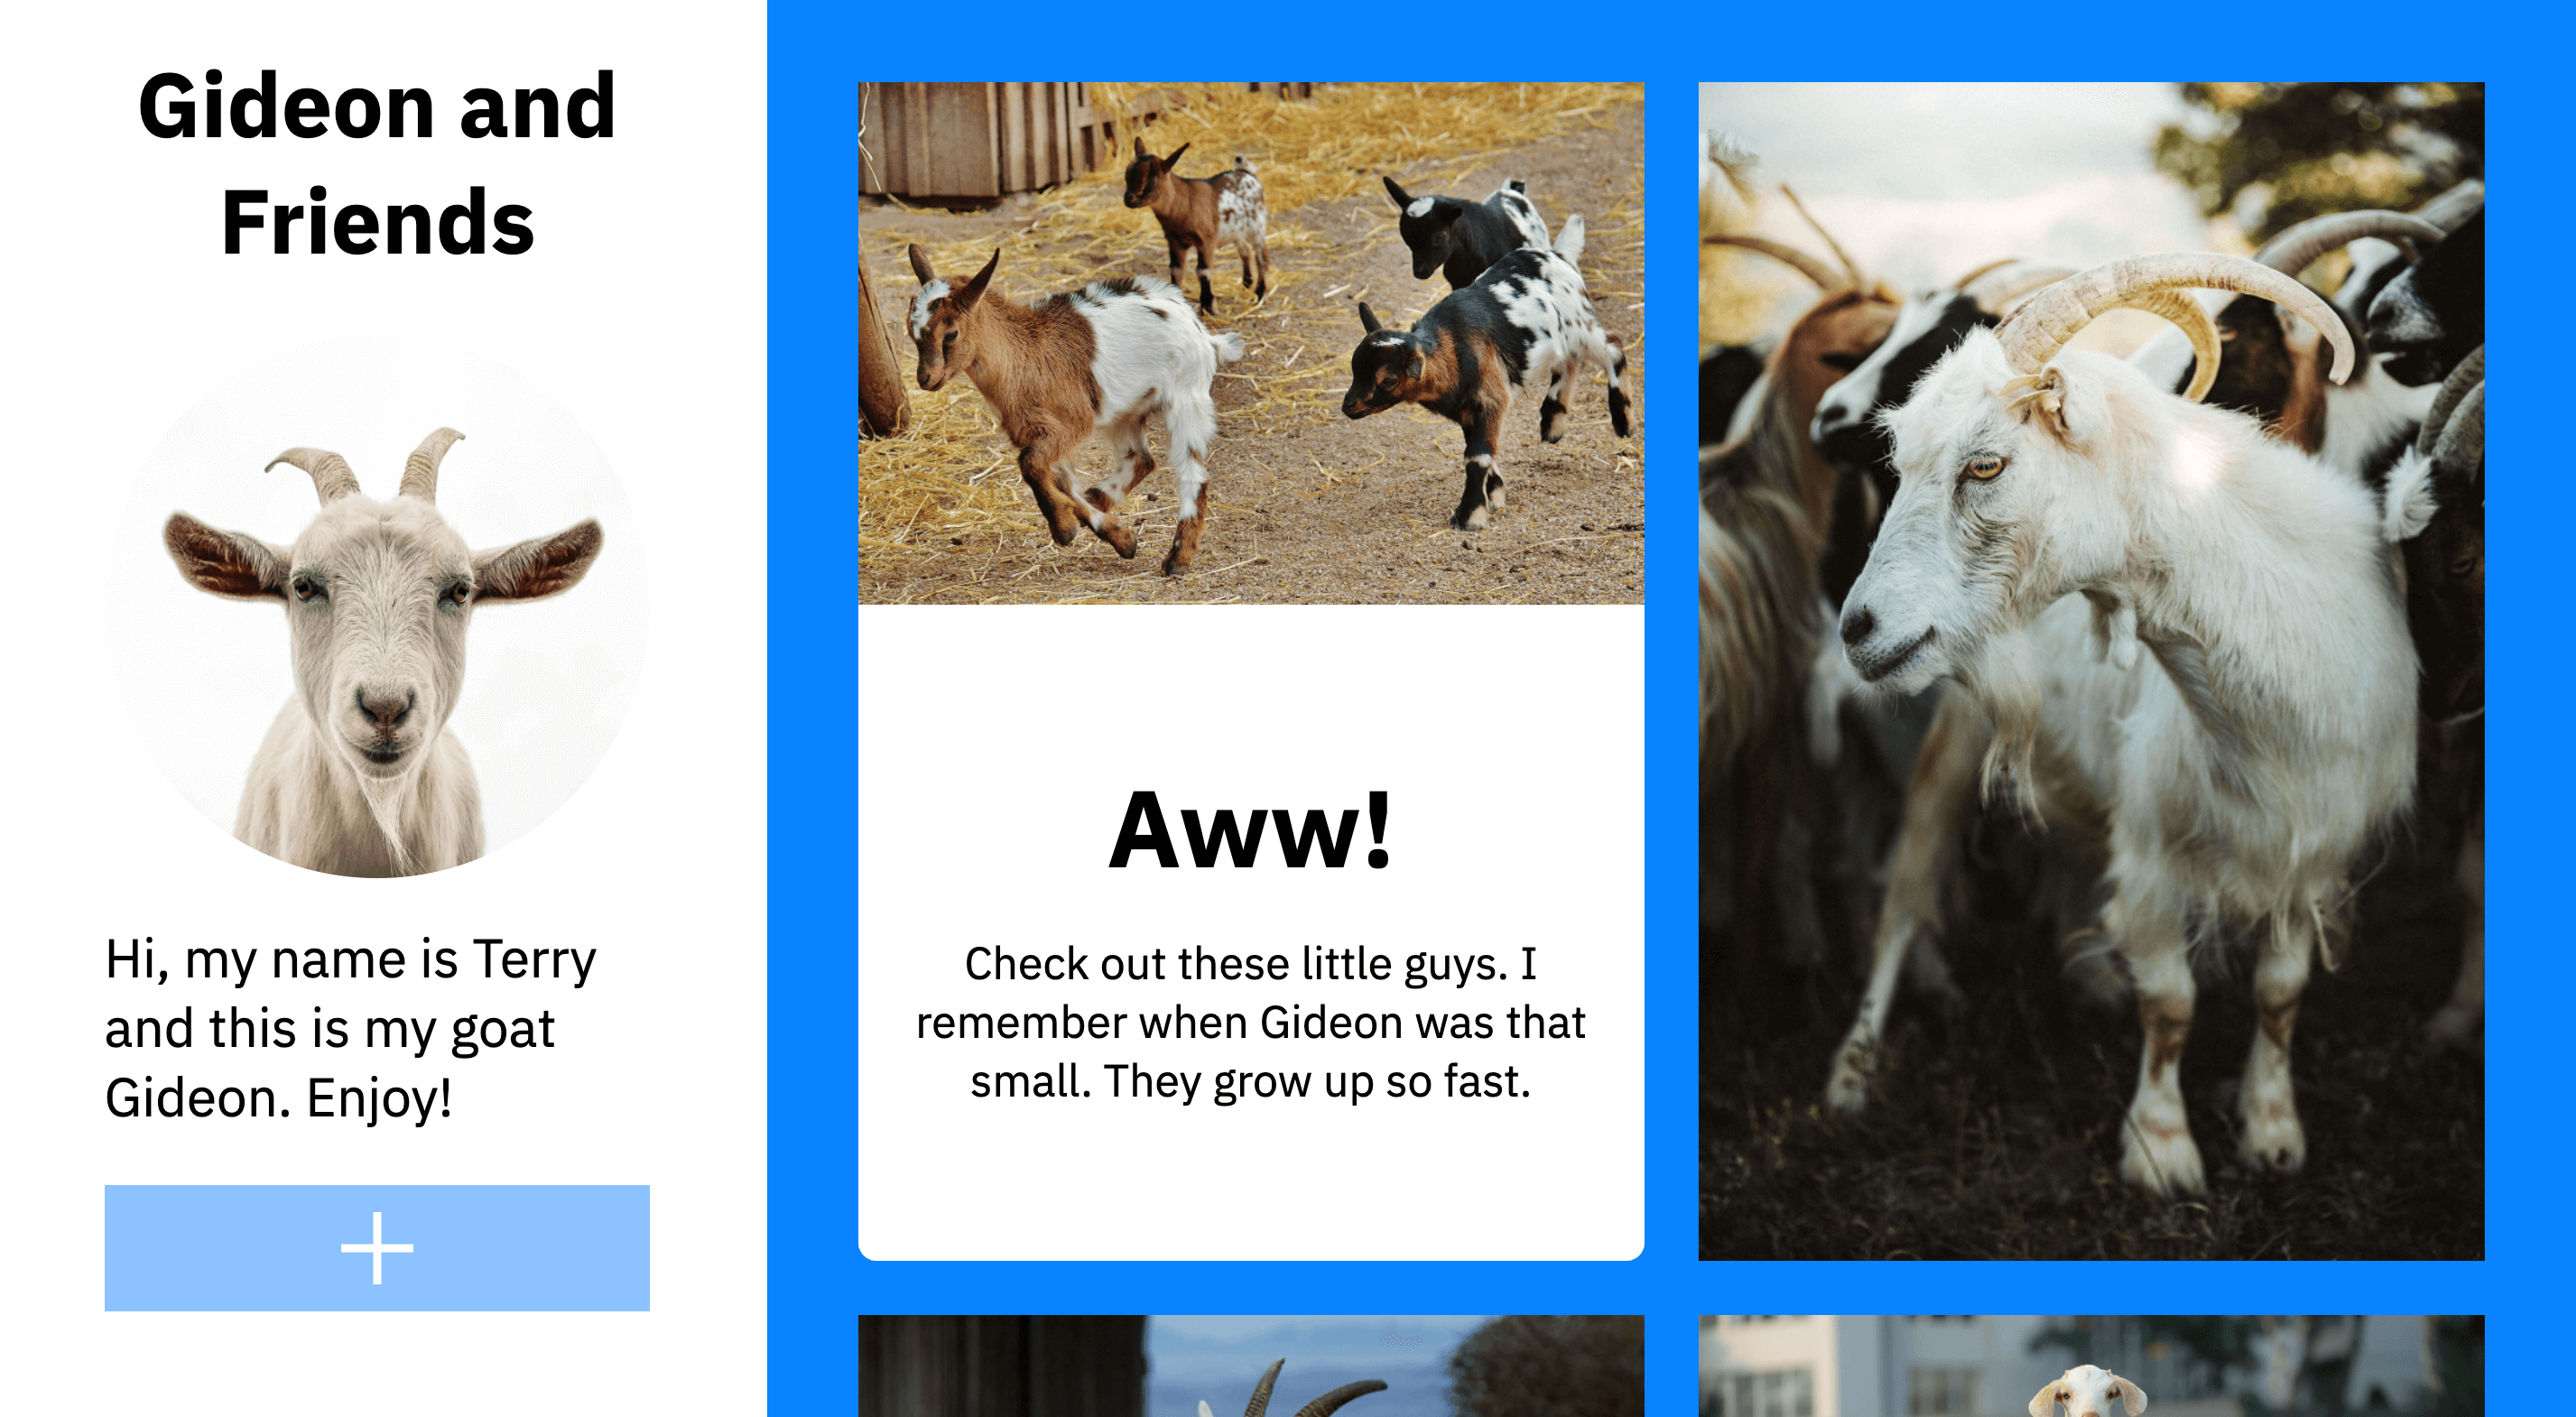 Gideon and
Friends
Hi, my name is Terry
and this is my goat
Gideon. Enjoy!
Aww!
Check out these little guys. I
remember when Gideon was that
small. They grow up so fast.